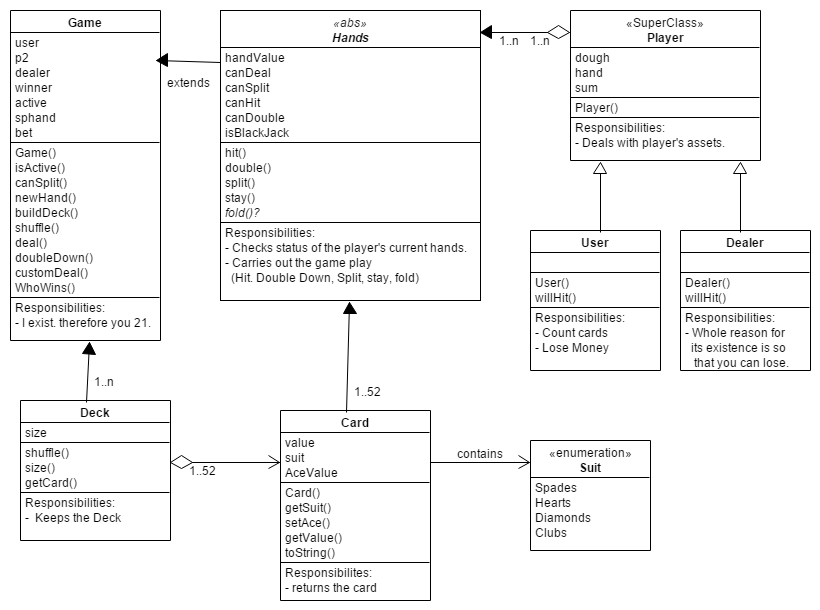 Game
user
p2
dealer
winner
active
sphand
bet
Game()
isActive()
canSplit()
newHand()
buildDeck()
shuffle()
deal()
doubleDown()
customDeal()
WhoWins()
Responsibilities:
- I exist. therefore you 21.
extends
«abs»
Hands
handValue
canDeal
canSplit
canHit
canDouble
isBlackJack
hit()
double()
split()
stay()
fold()?
Responsibilities:
- Checks status of the player's current hands.
- Carries out the game play
(Hit. Double Down, Split, stay, fold)
1..n 1..n
«SuperClass»
Player
dough
hand
sum
Player()
Responsibilities:
- Deals with player's assets.
User
User()
willHit()
Responsibilities:
- Count cards
- Lose Money
Dealer
Dealer()
willHit()
Responsibilities:
- Whole reason for
its existence is so
that you can lose.
1..n
Deck
size
shuffle()
size()
getCard()
Responsibilities:
- Keeps the Deck
1..52
1..52
Card
value
suit
AceValue
Card()
getSuit()
setAce()
getValue()
toString()
Responsibilites:
- returns the card
contains
«enumeration»
Suit
Spades
Hearts
Diamonds
Clubs